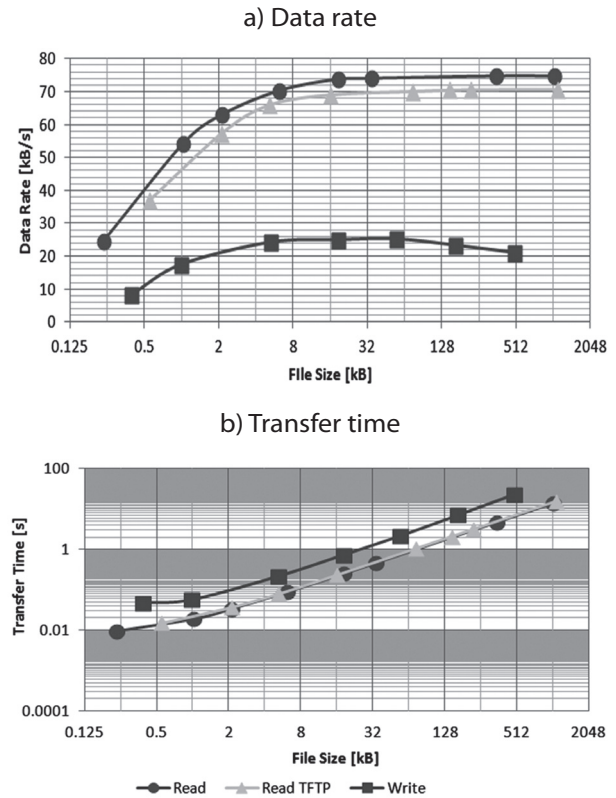 a) Data rate
80
70
60
50
40
30
20
10
0
Data Rate [kB/s]
0.125 0.5 2 8 32 128 512 2048
FIle Size [kB]
b) Transfer time
100
1
0.01
0.0001
Transfer Time [s]
0.125 0.5 2 8 32 128 512 2048
File Size [kB]
Read Read TFTP Write